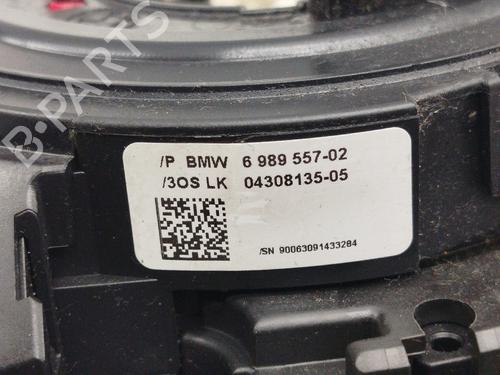 B-PARTS
/P BMW 6 989 557-02
/3OS LK 04308135-05
/SN 90063091433284